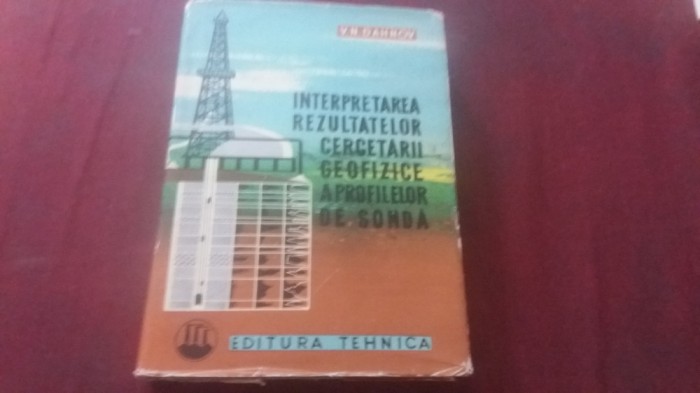 V.N. DAHNOV
INTERPRETAREA
REZULTATELOR
CERCETARII
GEOFIZICE
A PROFILELOR
DE SONDA
EDITURA TEHNICA